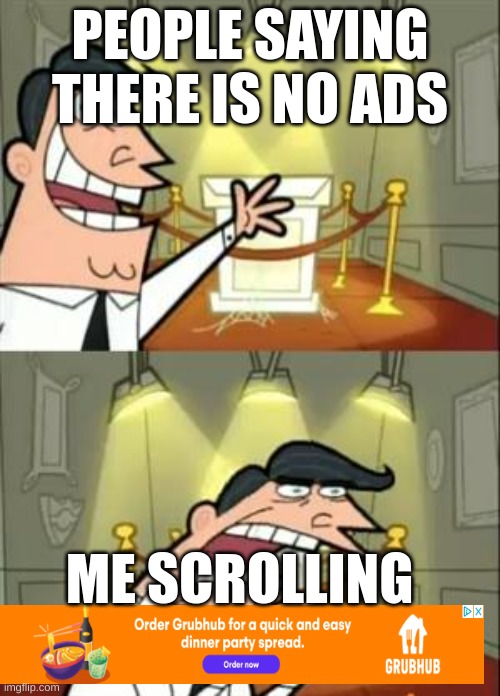 PEOPLE SAYING
THERE IS NO ADS
ME SCROLLING
Order Grubhub for a quick and easy
dinner party spread.
Order now
GRUBHUB
imgflip.com